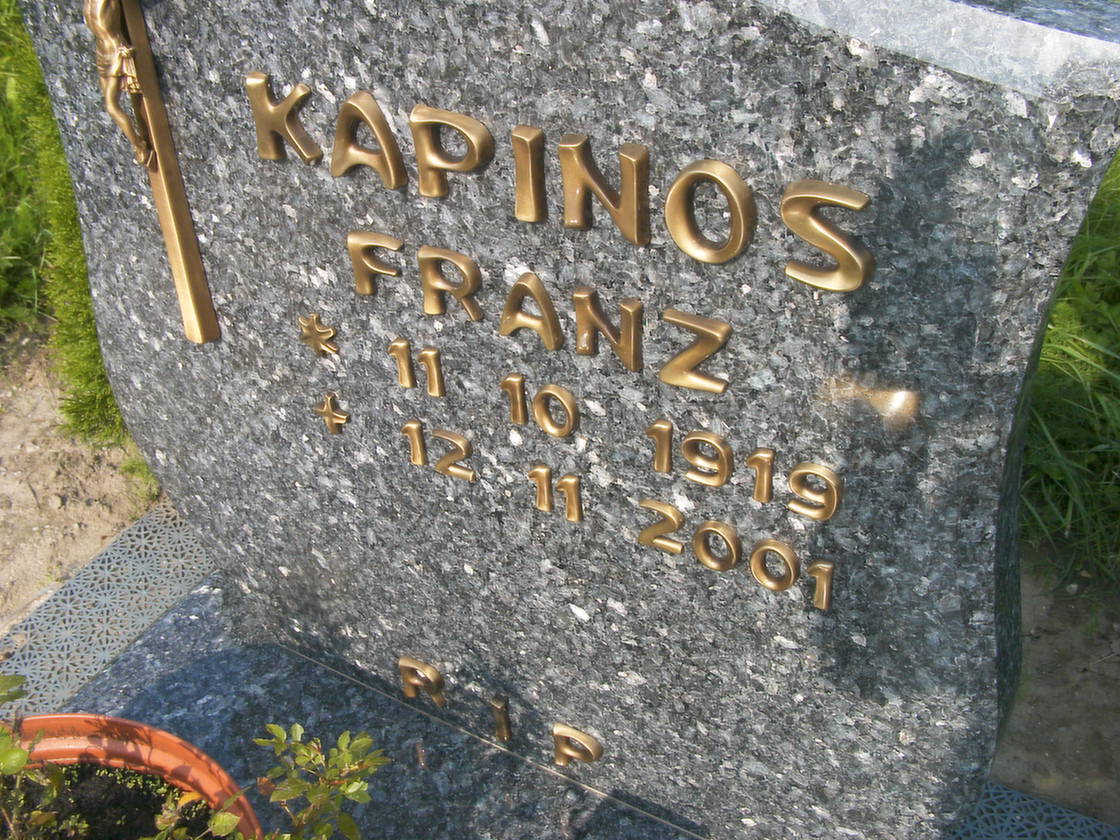 KAPINOS
FRANZ
* 11 10 1919
+ 12 11 2001
R I P